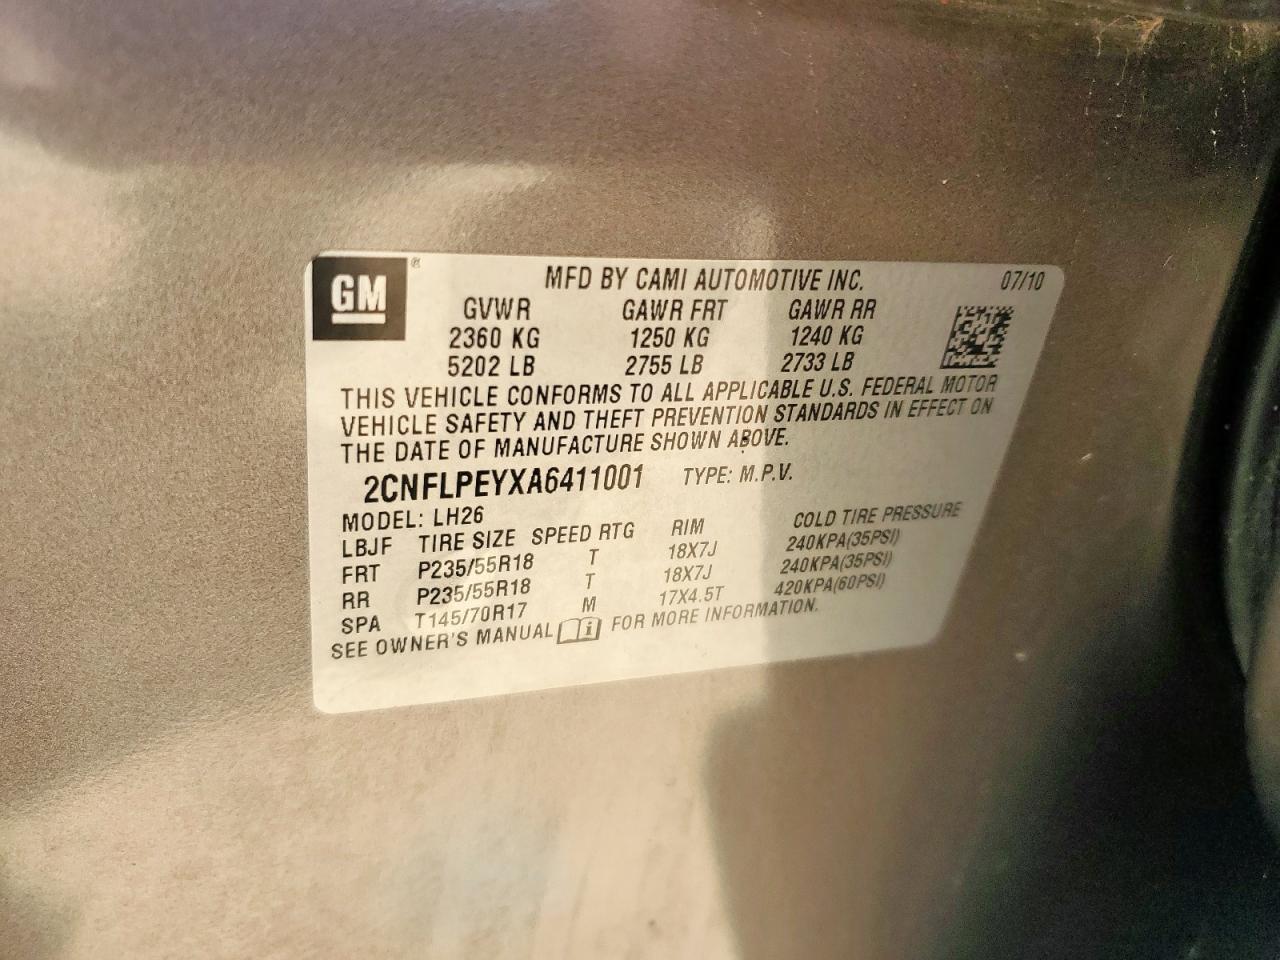 GM ® MFD BY CAMI AUTOMOTIVE INC. 07/10
GVWR GAWR FRT GAWR RR
2360 KG 1250 KG 1240 KG
5202 LB 2755 LB 2733 LB
THIS VEHICLE CONFORMS TO ALL APPLICABLE U.S. FEDERAL MOTOR
VEHICLE SAFETY AND THEFT PREVENTION STANDARDS IN EFFECT ON
THE DATE OF MANUFACTURE SHOWN ABOVE.
2CNFLPEYXA6411001 TYPE: M.P.V.
MODEL: LH26
LBJF TIRE SIZE SPEED RTG RIM COLD TIRE PRESSURE
FRT P235/55R18 T 18X7J 240KPA(35PSI)
RR P235/55R18 T 18X7J 240KPA(35PSI)
SPA T145/70R17 M 17X4.5T 420KPA(60PSI)
SEE OWNER'S MANUAL FOR MORE INFORMATION.